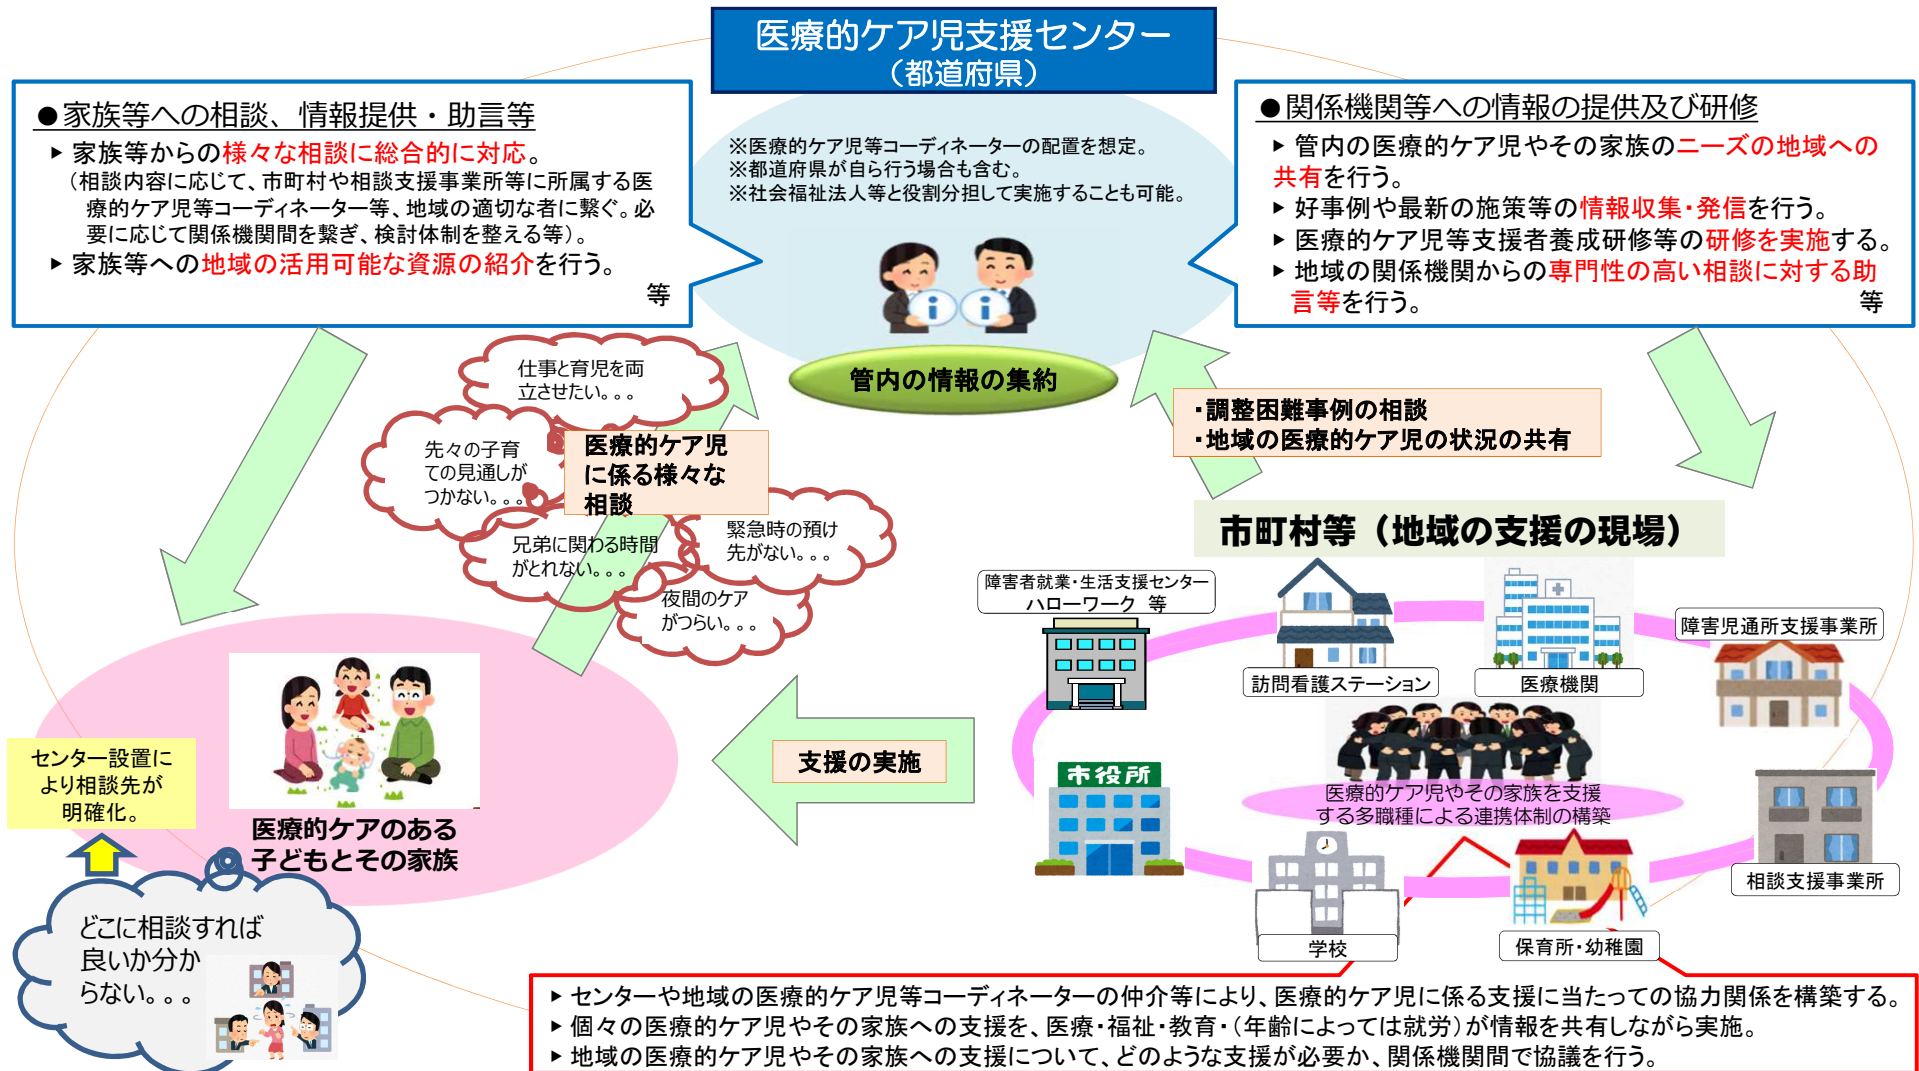 医療的ケア児支援センター
（都道府県）
●家族等への相談、情報提供・助言等
▶ 家族等からの様々な相談に総合的に対応。
（相談内容に応じて、市町村や相談支援事業所等に所属する医
療的ケア児等コーディネーター等、地域の適切な者に繋ぐ。必
要に応じて関係機関間を繋ぎ、検討体制を整える等）。
▶ 家族等への地域の活用可能な資源の紹介を行う。
等
※医療的ケア児等コーディネーターの配置を想定。
※都道府県が自ら行う場合も含む。
※社会福祉法人等と役割分担して実施することも可能。
●関係機関等への情報の提供及び研修
▶ 管内の医療的ケア児やその家族のニーズの地域への
共有を行う。
▶ 好事例や最新の施策等の情報収集・発信を行う。
▶ 医療的ケア児等支援者養成研修等の研修を実施する。
▶ 地域の関係機関からの専門性の高い相談に対する助
言等を行う。
等
管内の情報の集約
仕事と育児を両
立させたい。。。
先々の子育
ての見通しが
つかない。。。
医療的ケア児
に係る様々な
相談
兄弟に関わる時間
がとれない。。。
緊急時の預け
先がない。。。
夜間のケア
がつらい。。。
・調整困難事例の相談
・地域の医療的ケア児の状況の共有
市町村等（地域の支援の現場）
障害者就業・生活支援センター
ハローワーク 等
訪問看護ステーション
医療機関
障害児通所支援事業所
市役所
医療的ケア児やその家族を支援
する多職種による連携体制の構築
相談支援事業所
学校
保育所・幼稚園
支援の実施
医療的ケアのある
子どもとその家族
センター設置に
より相談先が
明確化。
どこに相談すれば
良いか分か
らない。。。
▶ センターや地域の医療的ケア児等コーディネーターの仲介等により、医療的ケア児に係る支援に当たっての協力関係を構築する。
▶ 個々の医療的ケア児やその家族への支援を、医療・福祉・教育・（年齢によっては就労）が情報を共有しながら実施。
▶ 地域の医療的ケア児やその家族への支援について、どのような支援が必要か、関係機関間で協議を行う。